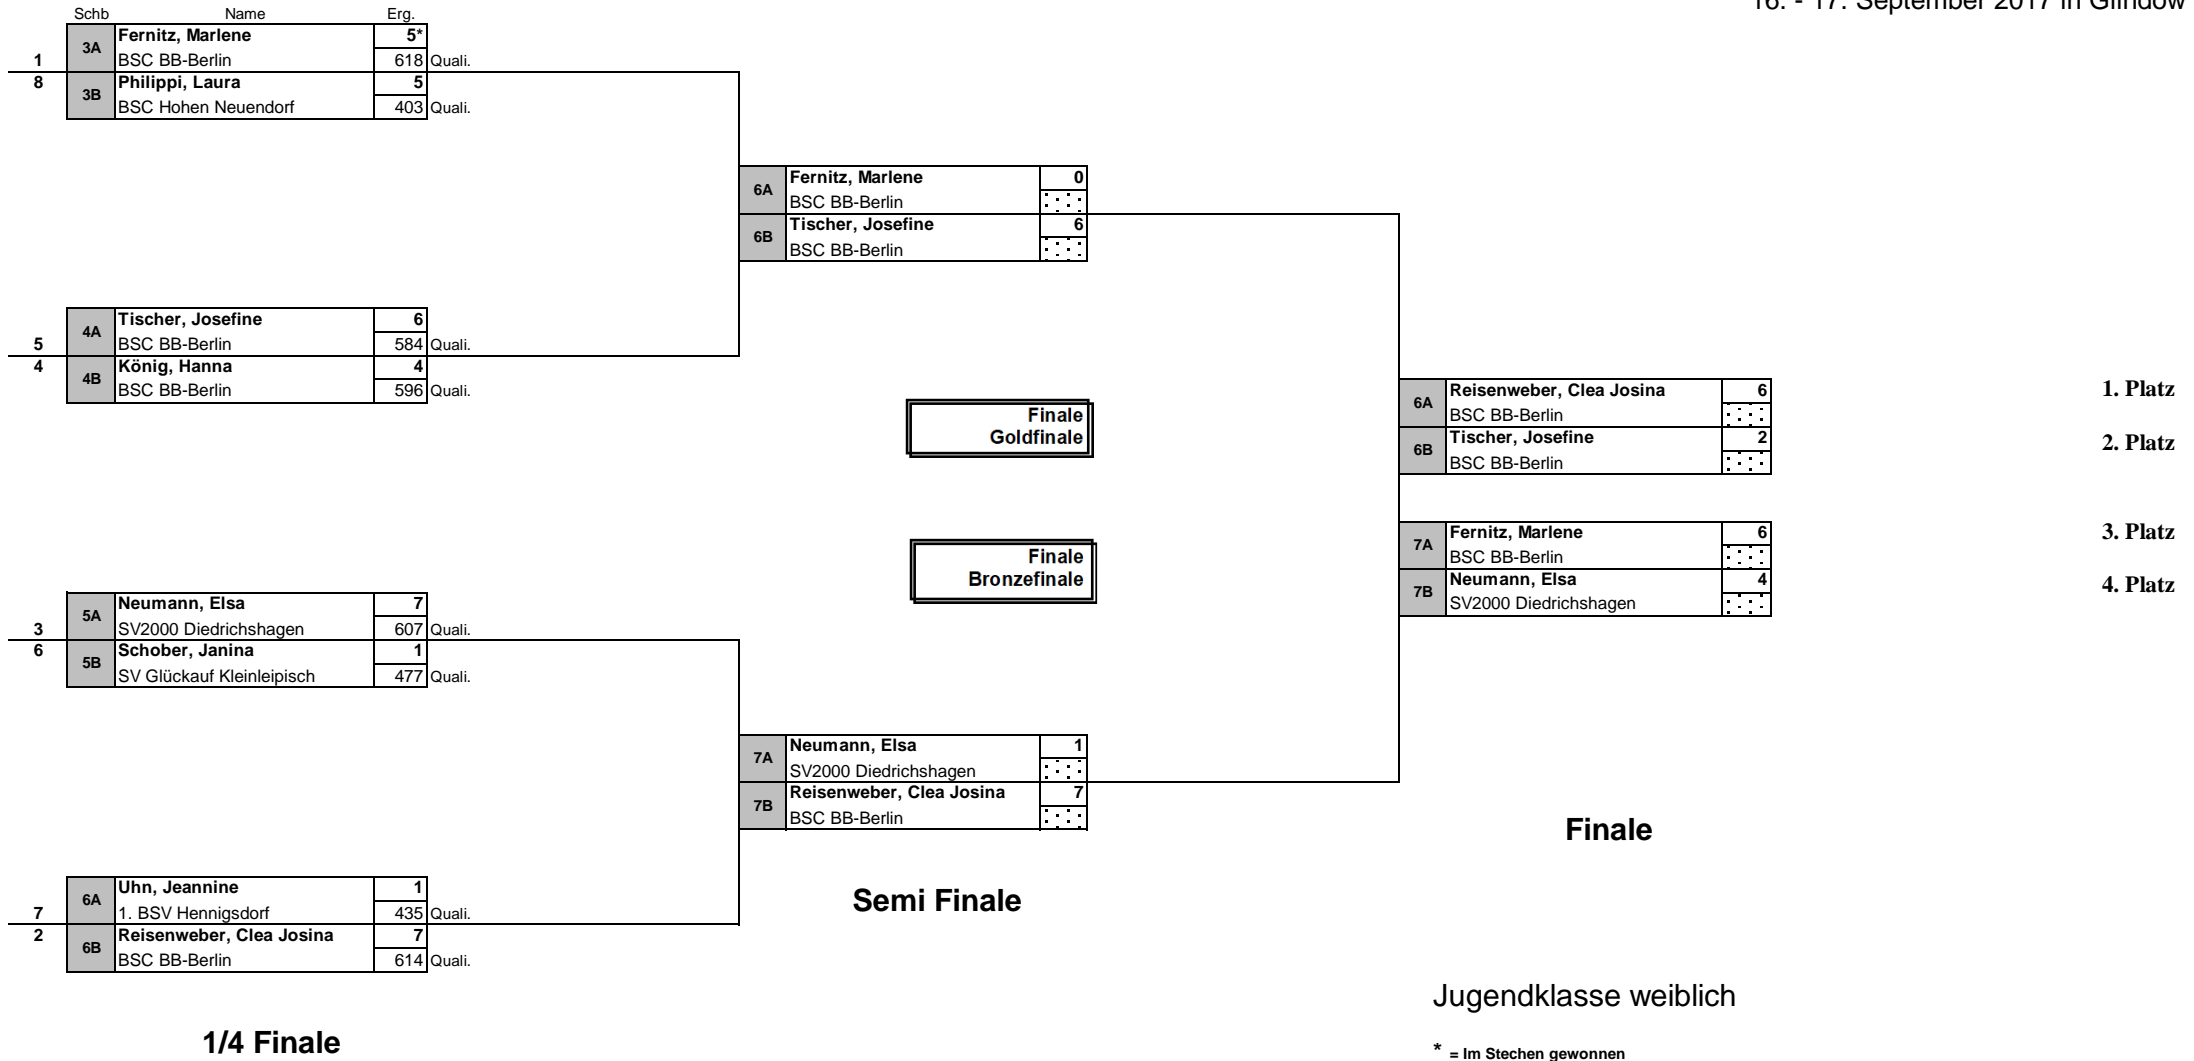 16. - 17. September 2017 in Glindow
Schb Name Erg.
3A Fernitz, Marlene 5*
1 BSC BB-Berlin 618 Quali.
8 3B Philippi, Laura 5
BSC Hohen Neuendorf 403 Quali.
6A Fernitz, Marlene 0
BSC BB-Berlin
6B Tischer, Josefine 6
BSC BB-Berlin
4A Tischer, Josefine 6
5 BSC BB-Berlin 584 Quali.
4 4B König, Hanna 4
BSC BB-Berlin 596 Quali.
Finale
Goldfinale
6A Reisenweber, Clea Josina 6 1. Platz
BSC BB-Berlin
6B Tischer, Josefine 2 2. Platz
BSC BB-Berlin
Finale
Bronzefinale
7A Fernitz, Marlene 6 3. Platz
BSC BB-Berlin
7B Neumann, Elsa 4 4. Platz
SV2000 Diedrichshagen
5A Neumann, Elsa 7
3 SV2000 Diedrichshagen 607 Quali.
6 5B Schober, Janina 1
SV Glückauf Kleinleipisch 477 Quali.
7A Neumann, Elsa 1
SV2000 Diedrichshagen
7B Reisenweber, Clea Josina 7
BSC BB-Berlin
Finale
6A Uhn, Jeannine 1
7 1. BSV Hennigsdorf 435 Quali.
2 6B Reisenweber, Clea Josina 7
BSC BB-Berlin 614 Quali.
Semi Finale
Jugendklasse weiblich
1/4 Finale
* = Im Stechen gewonnen